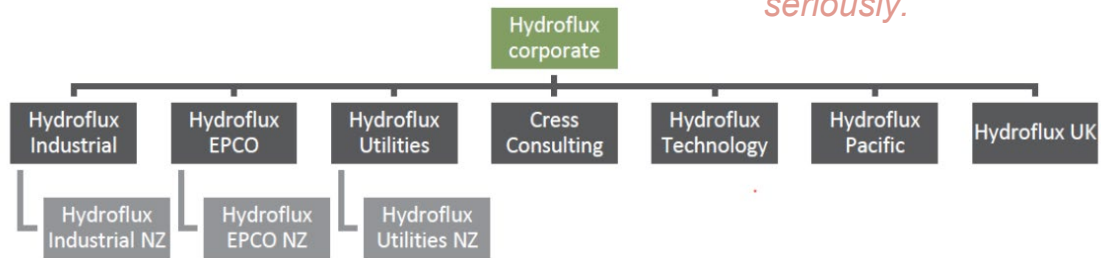 seriously.
Hydroflux
corporate
Hydroflux
Industrial
Hydroflux
EPCO
Hydroflux
Utilities
Cress
Consulting
Hydroflux
Technology
Hydroflux
Pacific
Hydroflux UK
Hydroflux
Industrial NZ
Hydroflux
EPCO NZ
Hydroflux
Utilities NZ